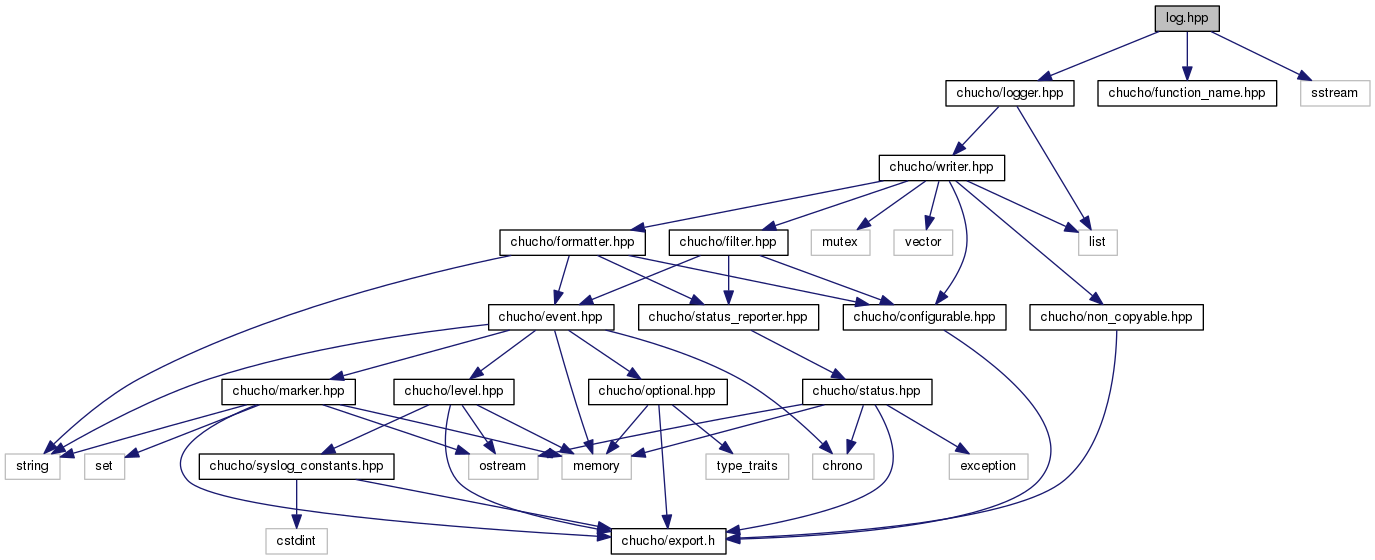 log.hpp
chucho/logger.hpp
chucho/function_name.hpp
sstream
chucho/writer.hpp
chucho/formatter.hpp
chucho/filter.hpp
mutex
vector
list
chucho/event.hpp
chucho/status_reporter.hpp
chucho/configurable.hpp
chucho/non_copyable.hpp
chucho/marker.hpp
chucho/level.hpp
chucho/optional.hpp
chucho/status.hpp
string
set
chucho/syslog_constants.hpp
ostream
memory
type_traits
chrono
exception
cstdint
chucho/export.h